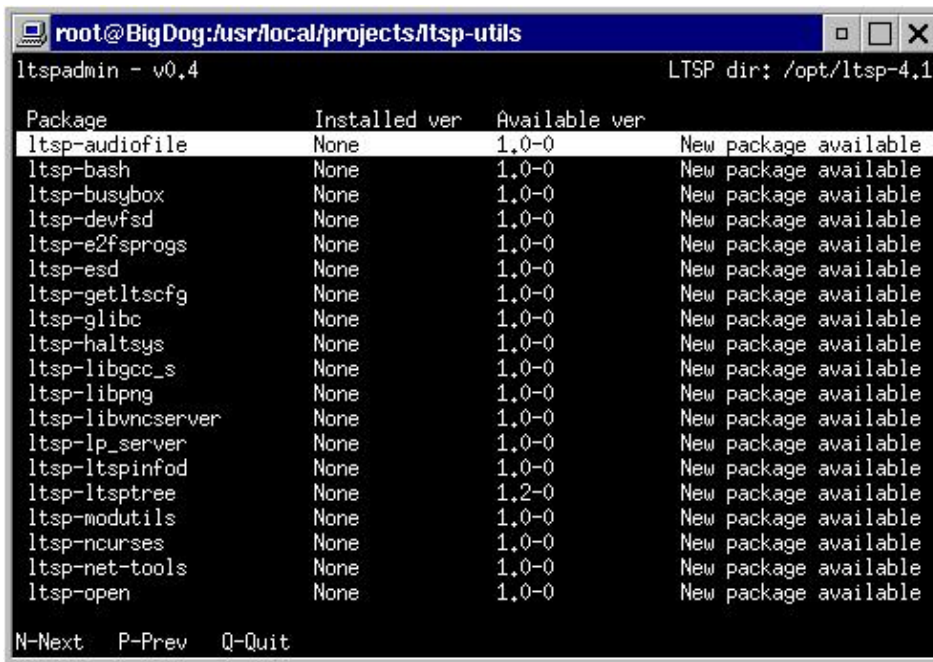 root@BigDog:/usr/local/projects/ltsp-utils
ltspadmin - v0.4 LTSP dir: /opt/ltsp-4.1
Package Installed ver Available ver
ltsp-audiofile None 1.0-0 New package available
ltsp-bash None 1.0-0 New package available
ltsp-busybox None 1.0-0 New package available
ltsp-devfsd None 1.0-0 New package available
ltsp-e2fsprogs None 1.0-0 New package available
ltsp-esd None 1.0-0 New package available
ltsp-getltscfg None 1.0-0 New package available
ltsp-glibc None 1.0-0 New package available
ltsp-haltsys None 1.0-0 New package available
ltsp-libgcc_s None 1.0-0 New package available
ltsp-libpng None 1.0-0 New package available
ltsp-libvncserver None 1.0-0 New package available
ltsp-lp_server None 1.0-0 New package available
ltsp-ltspinfod None 1.0-0 New package available
ltsp-ltsptree None 1.2-0 New package available
ltsp-modutils None 1.0-0 New package available
ltsp-ncurses None 1.0-0 New package available
ltsp-net-tools None 1.0-0 New package available
ltsp-open None 1.0-0 New package available
N-Next P-Prev Q-Quit